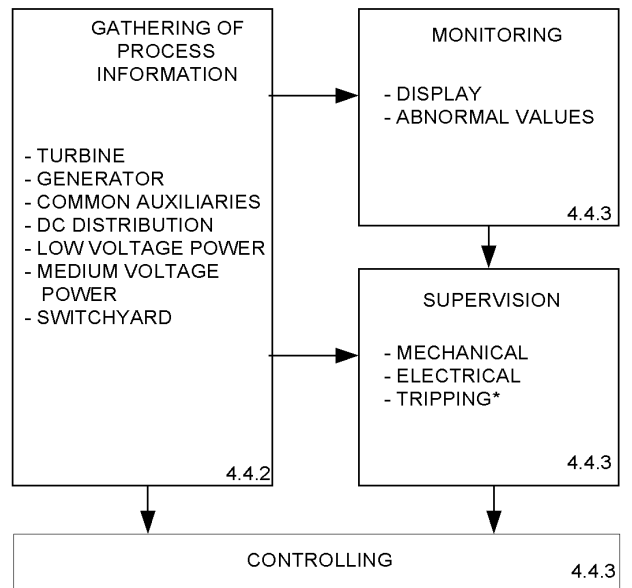 GATHERING OF
PROCESS
INFORMATION
- TURBINE
- GENERATOR
- COMMON AUXILIARIES
- DC DISTRIBUTION
- LOW VOLTAGE POWER
- MEDIUM VOLTAGE
POWER
- SWITCHYARD
4.4.2
MONITORING
- DISPLAY
- ABNORMAL VALUES
4.4.3
SUPERVISION
- MECHANICAL
- ELECTRICAL
- TRIPPING*
4.4.3
CONTROLLING
4.4.3